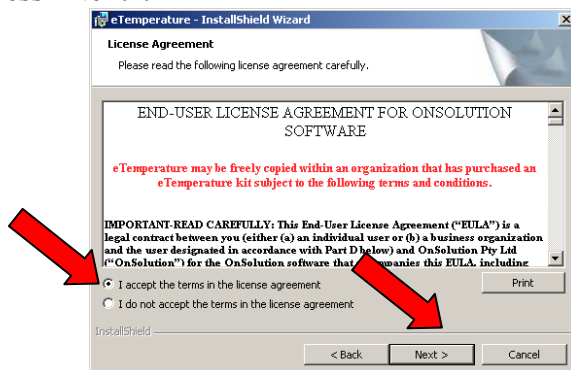 eTemperature - InstallShield Wizard
License Agreement
Please read the following license agreement carefully.
END-USER LICENSE AGREEMENT FOR ONSOLUTION
SOFTWARE
eTemperature may be freely copied within an organization that has purchased an
eTemperature kit subject to the following terms and conditions.
IMPORTANT-READ CAREFULLY: This End-User License Agreement ("EULA") is a
legal contract between you (either (a) an individual user or (b) a business organization
and the user designated in accordance with Part D below) and OnSolution Pty Ltd
("OnSolution") for the OnSolution software that this EULA, including
I accept the terms in the license agreement
Print
I do not accept the terms in the license agreement
InstallShield
< Back
Next >
Cancel